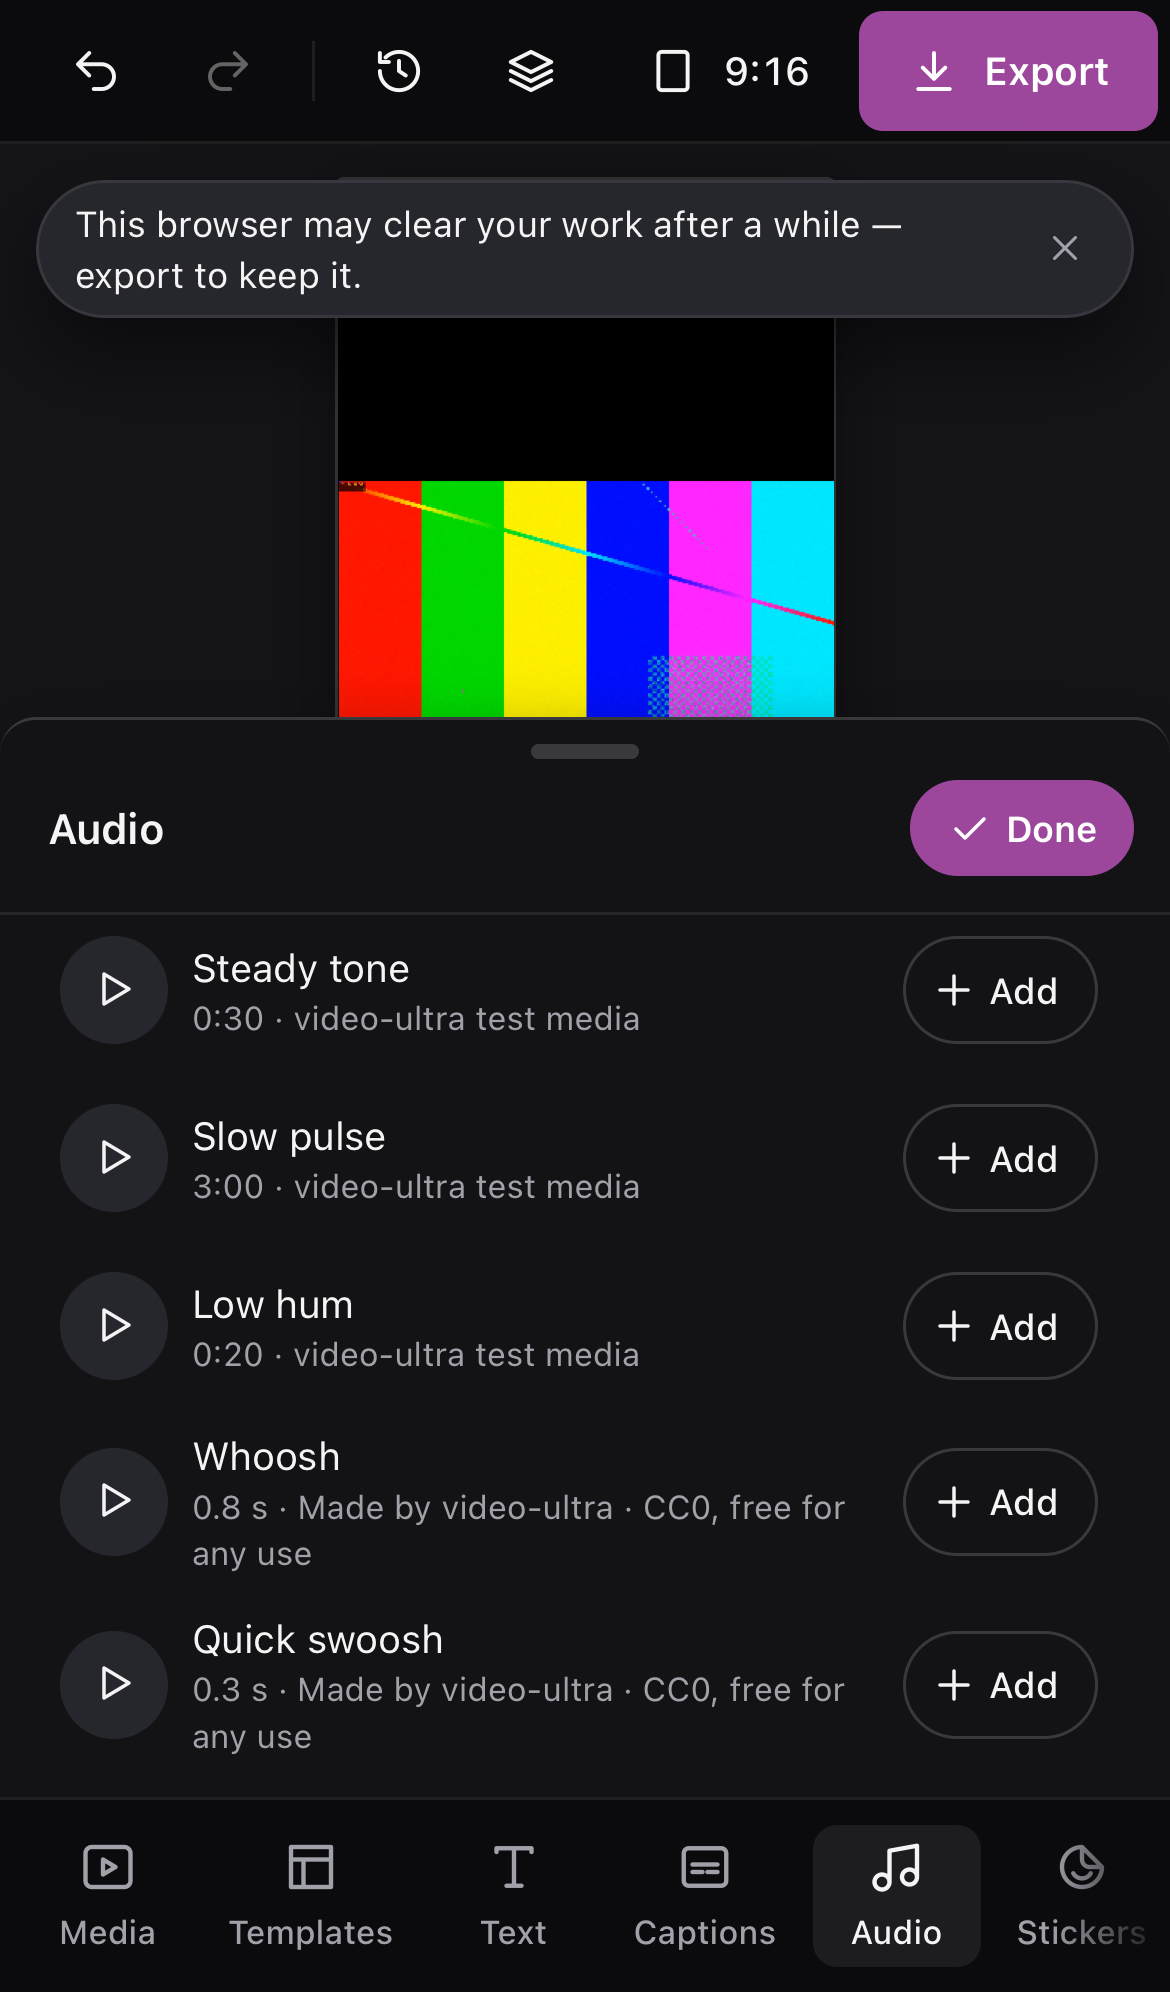 9:16
Export
This browser may clear your work after a while —
export to keep it.
Audio
Done
Steady tone
0:30 · video-ultra test media
Add
Slow pulse
3:00 · video-ultra test media
Add
Low hum
0:20 · video-ultra test media
Add
Whoosh
0.8 s · Made by video-ultra · CC0, free for
any use
Add
Quick swoosh
0.3 s · Made by video-ultra · CC0, free for
any use
Add
Media
Templates
Text
Captions
Audio
Stickers